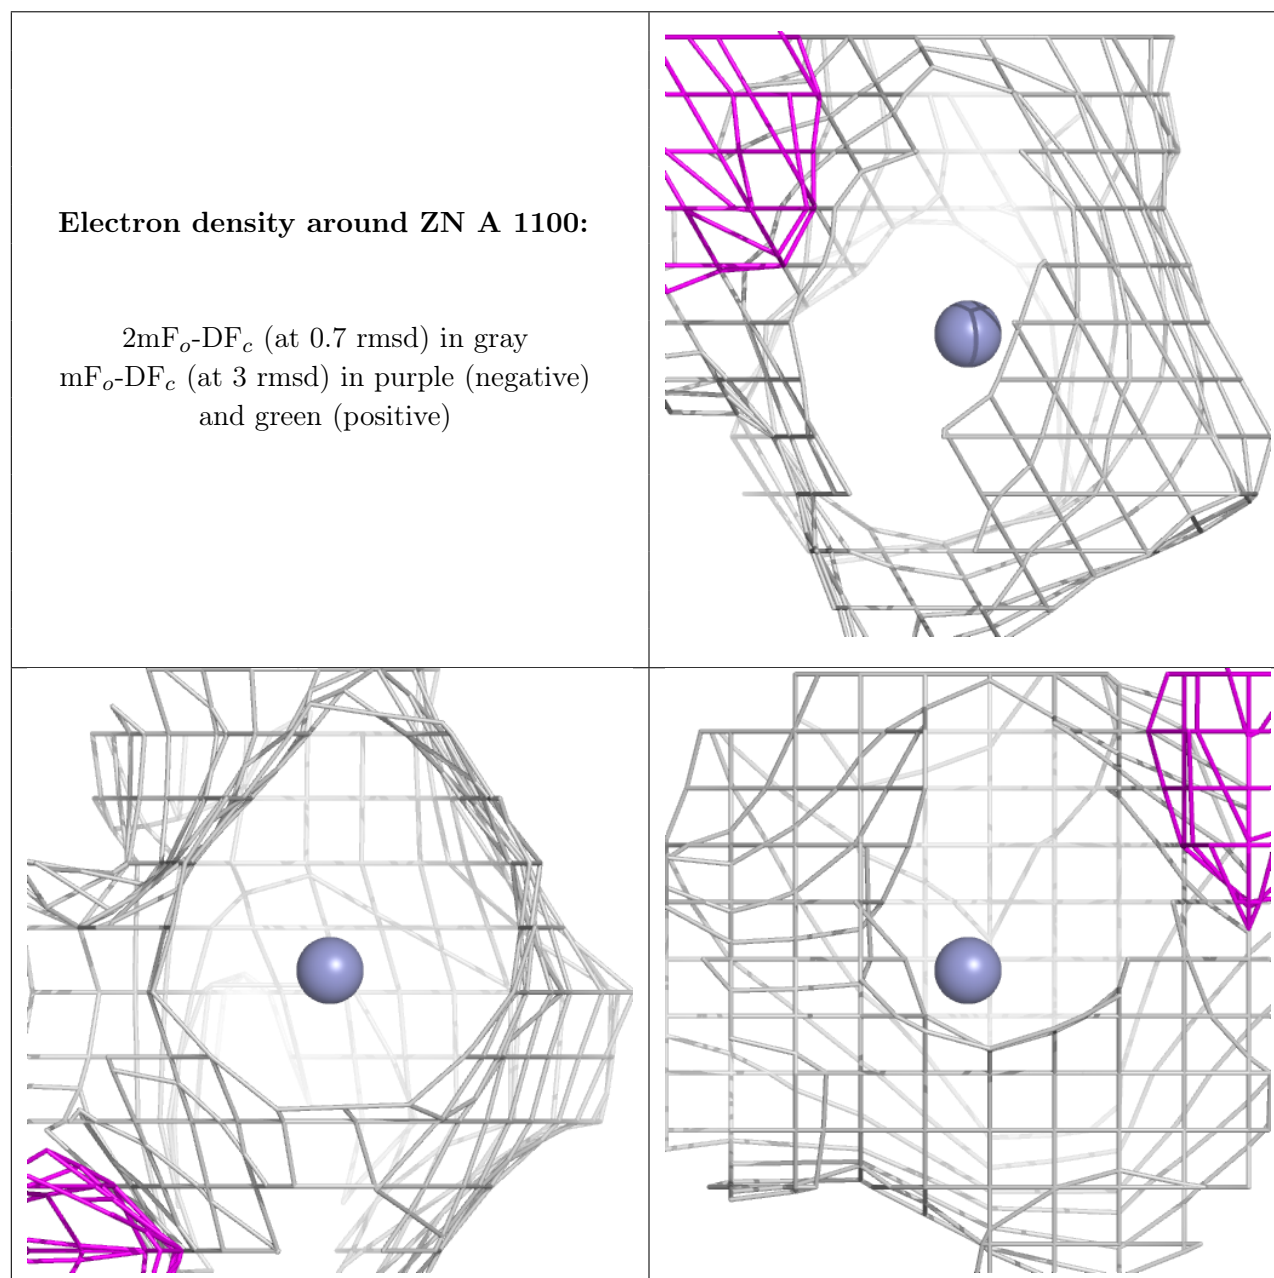 Electron density around ZN A 1100:
2mFo-DFc (at 0.7 rmsd) in gray
mFo-DFc (at 3 rmsd) in purple (negative)
and green (positive)